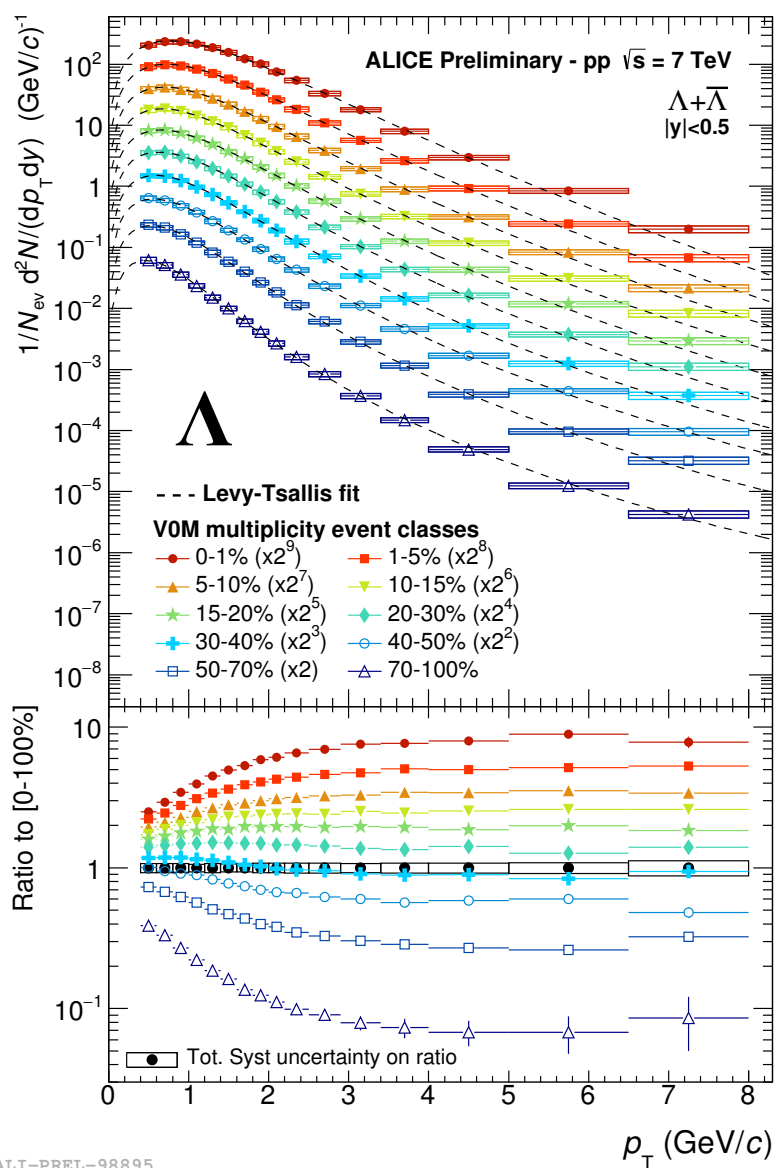 1/N_ev d²N/(dp_T dy) (GeV/c)⁻¹
10²
10
1
10⁻¹
10⁻²
10⁻³
10⁻⁴
10⁻⁵
10⁻⁶
10⁻⁷
10⁻⁸
ALICE Preliminary - pp √s = 7 TeV
Λ+Λ̅
|y|<0.5
Λ
Levy-Tsallis fit
V0M multiplicity event classes
0-1% (x2⁹) 1-5% (x2⁸)
5-10% (x2⁷) 10-15% (x2⁶)
15-20% (x2⁵) 20-30% (x2⁴)
30-40% (x2³) 40-50% (x2²)
50-70% (x2) 70-100%
Ratio to [0-100%]
10
1
10⁻¹
Tot. Syst uncertainty on ratio
0 1 2 3 4 5 6 7 8
p_T (GeV/c)
ALI-PREL-98895